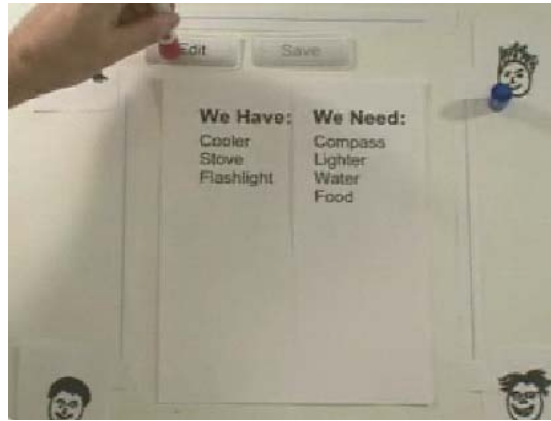 Edit Save
We Have: We Need:
Cooler Compass
Stove Lighter
Flashlight Water
Food